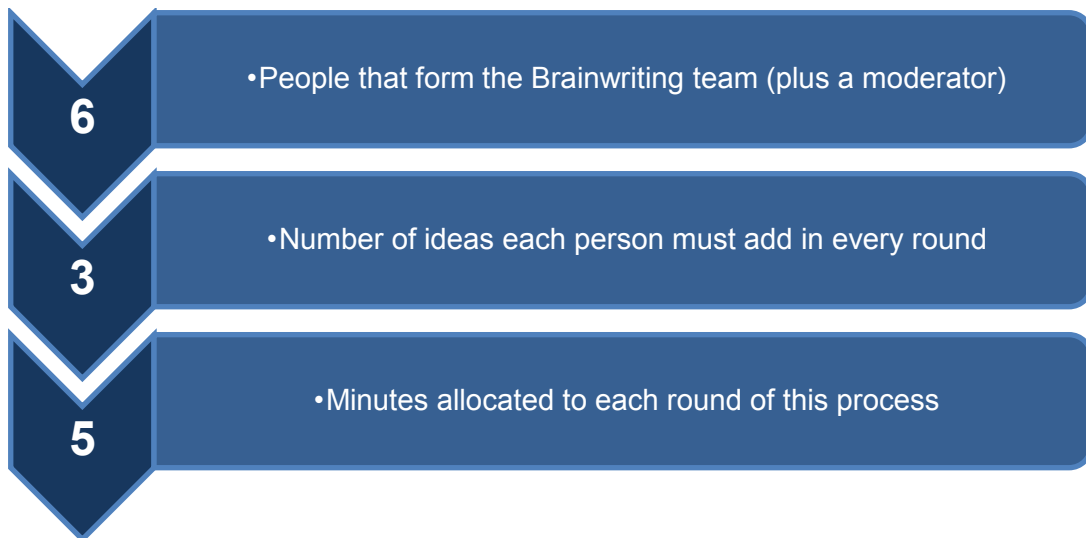 6
•People that form the Brainwriting team (plus a moderator)
3
•Number of ideas each person must add in every round
5
•Minutes allocated to each round of this process